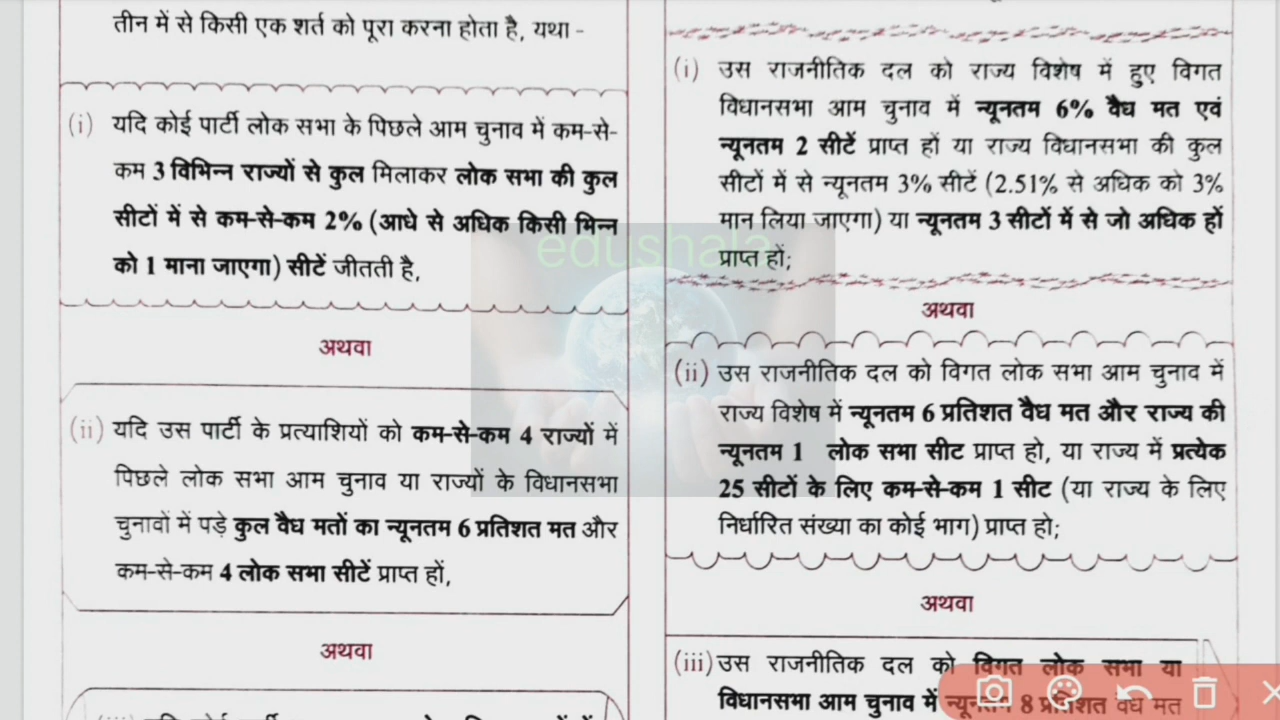 तीन में से किसी एक शर्त को पूरा करना होता है, यथा -
(i) यदि कोई पार्टी लोक सभा के पिछले आम चुनाव में कम-से-
कम 3 विभिन्न राज्यों से कुल मिलाकर लोक सभा की कुल
सीटों में से कम-से-कम 2% (आधे से अधिक किसी भिन्न
को 1 माना जाएगा) सीटें जीतती है,
अथवा
(ii) यदि उस पार्टी के प्रत्याशियों को कम-से-कम 4 राज्यों में
पिछले लोक सभा आम चुनाव या राज्यों के विधानसभा
चुनावों में पड़े कुल वैध मतों का न्यूनतम 6 प्रतिशत मत और
कम-से-कम 4 लोक सभा सीटें प्राप्त हों,
अथवा
(i) उस राजनीतिक दल को राज्य विशेष में हुए विगत
विधानसभा आम चुनाव में न्यूनतम 6% वैध मत एवं
न्यूनतम 2 सीटें प्राप्त हों या राज्य विधानसभा की कुल
सीटों में से न्यूनतम 3% सीटें (2.51% से अधिक को 3%
मान लिया जाएगा) या न्यूनतम 3 सीटों में से जो अधिक हों
प्राप्त हों;
अथवा
(ii) उस राजनीतिक दल को विगत लोक सभा आम चुनाव में
राज्य विशेष में न्यूनतम 6 प्रतिशत वैध मत और राज्य की
न्यूनतम 1 लोक सभा सीट प्राप्त हो, या राज्य में प्रत्येक
25 सीटों के लिए कम-से-कम 1 सीट (या राज्य के लिए
निर्धारित संख्या का कोई भाग) प्राप्त हो;
अथवा
(iii) उस राजनीतिक दल को विगत लोक सभा या
विधानसभा आम चुनाव में न्यूनतम 8 प्रतिशत वैध मत
edushala